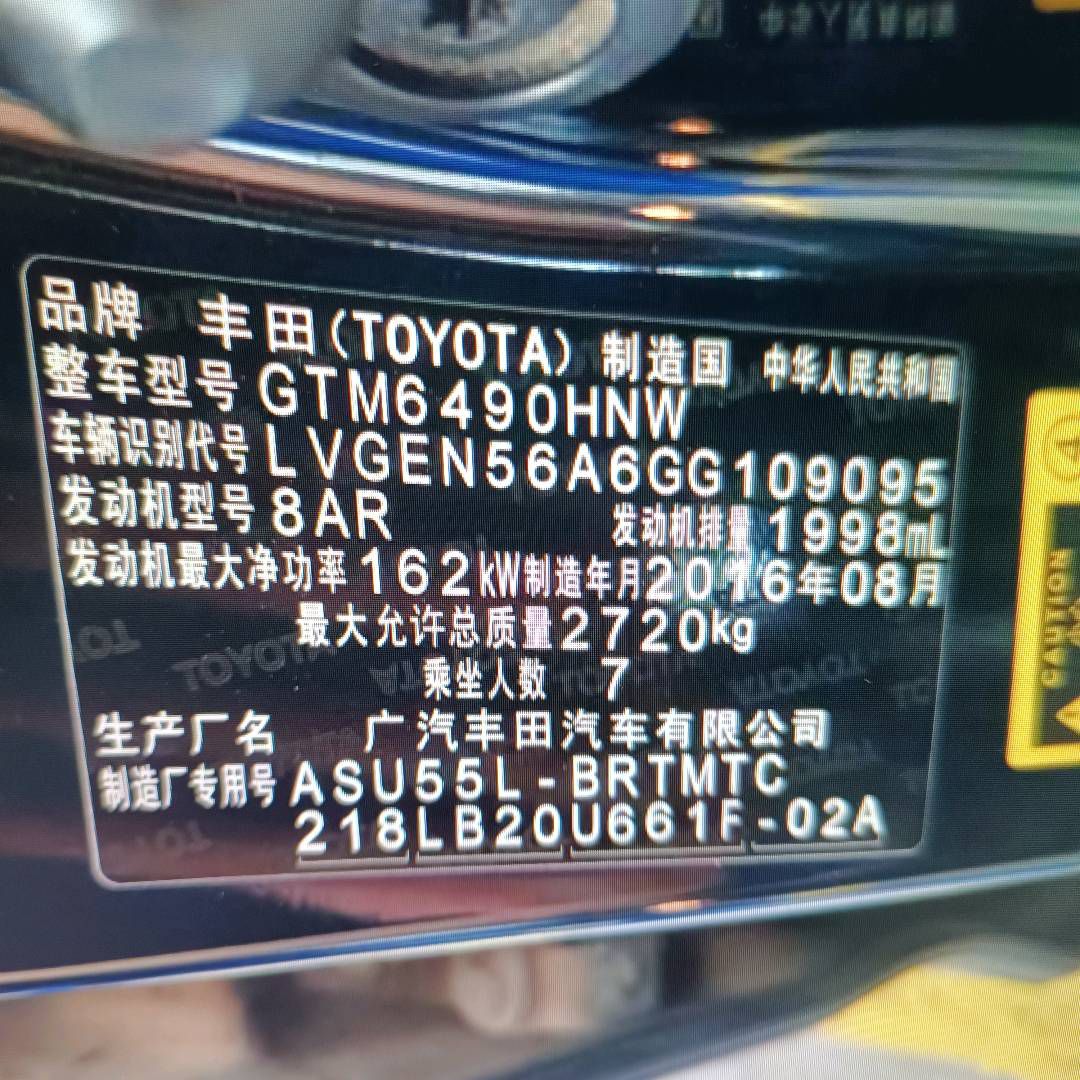 品牌 丰田(TOYOTA) 制造国 中华人民共和国
整车型号 GTM6490HNW
车辆识别代号 LVGEN56A6GG109095
发动机型号 8AR 发动机排量 1998mL
发动机最大净功率 162kW 制造年月 2016年08月
最大允许总质量 2720kg
乘坐人数 7
生产厂名 广汽丰田汽车有限公司
制造厂专用号 ASU55L-BRTMTC
218LB20U661F-02A
CAUTION